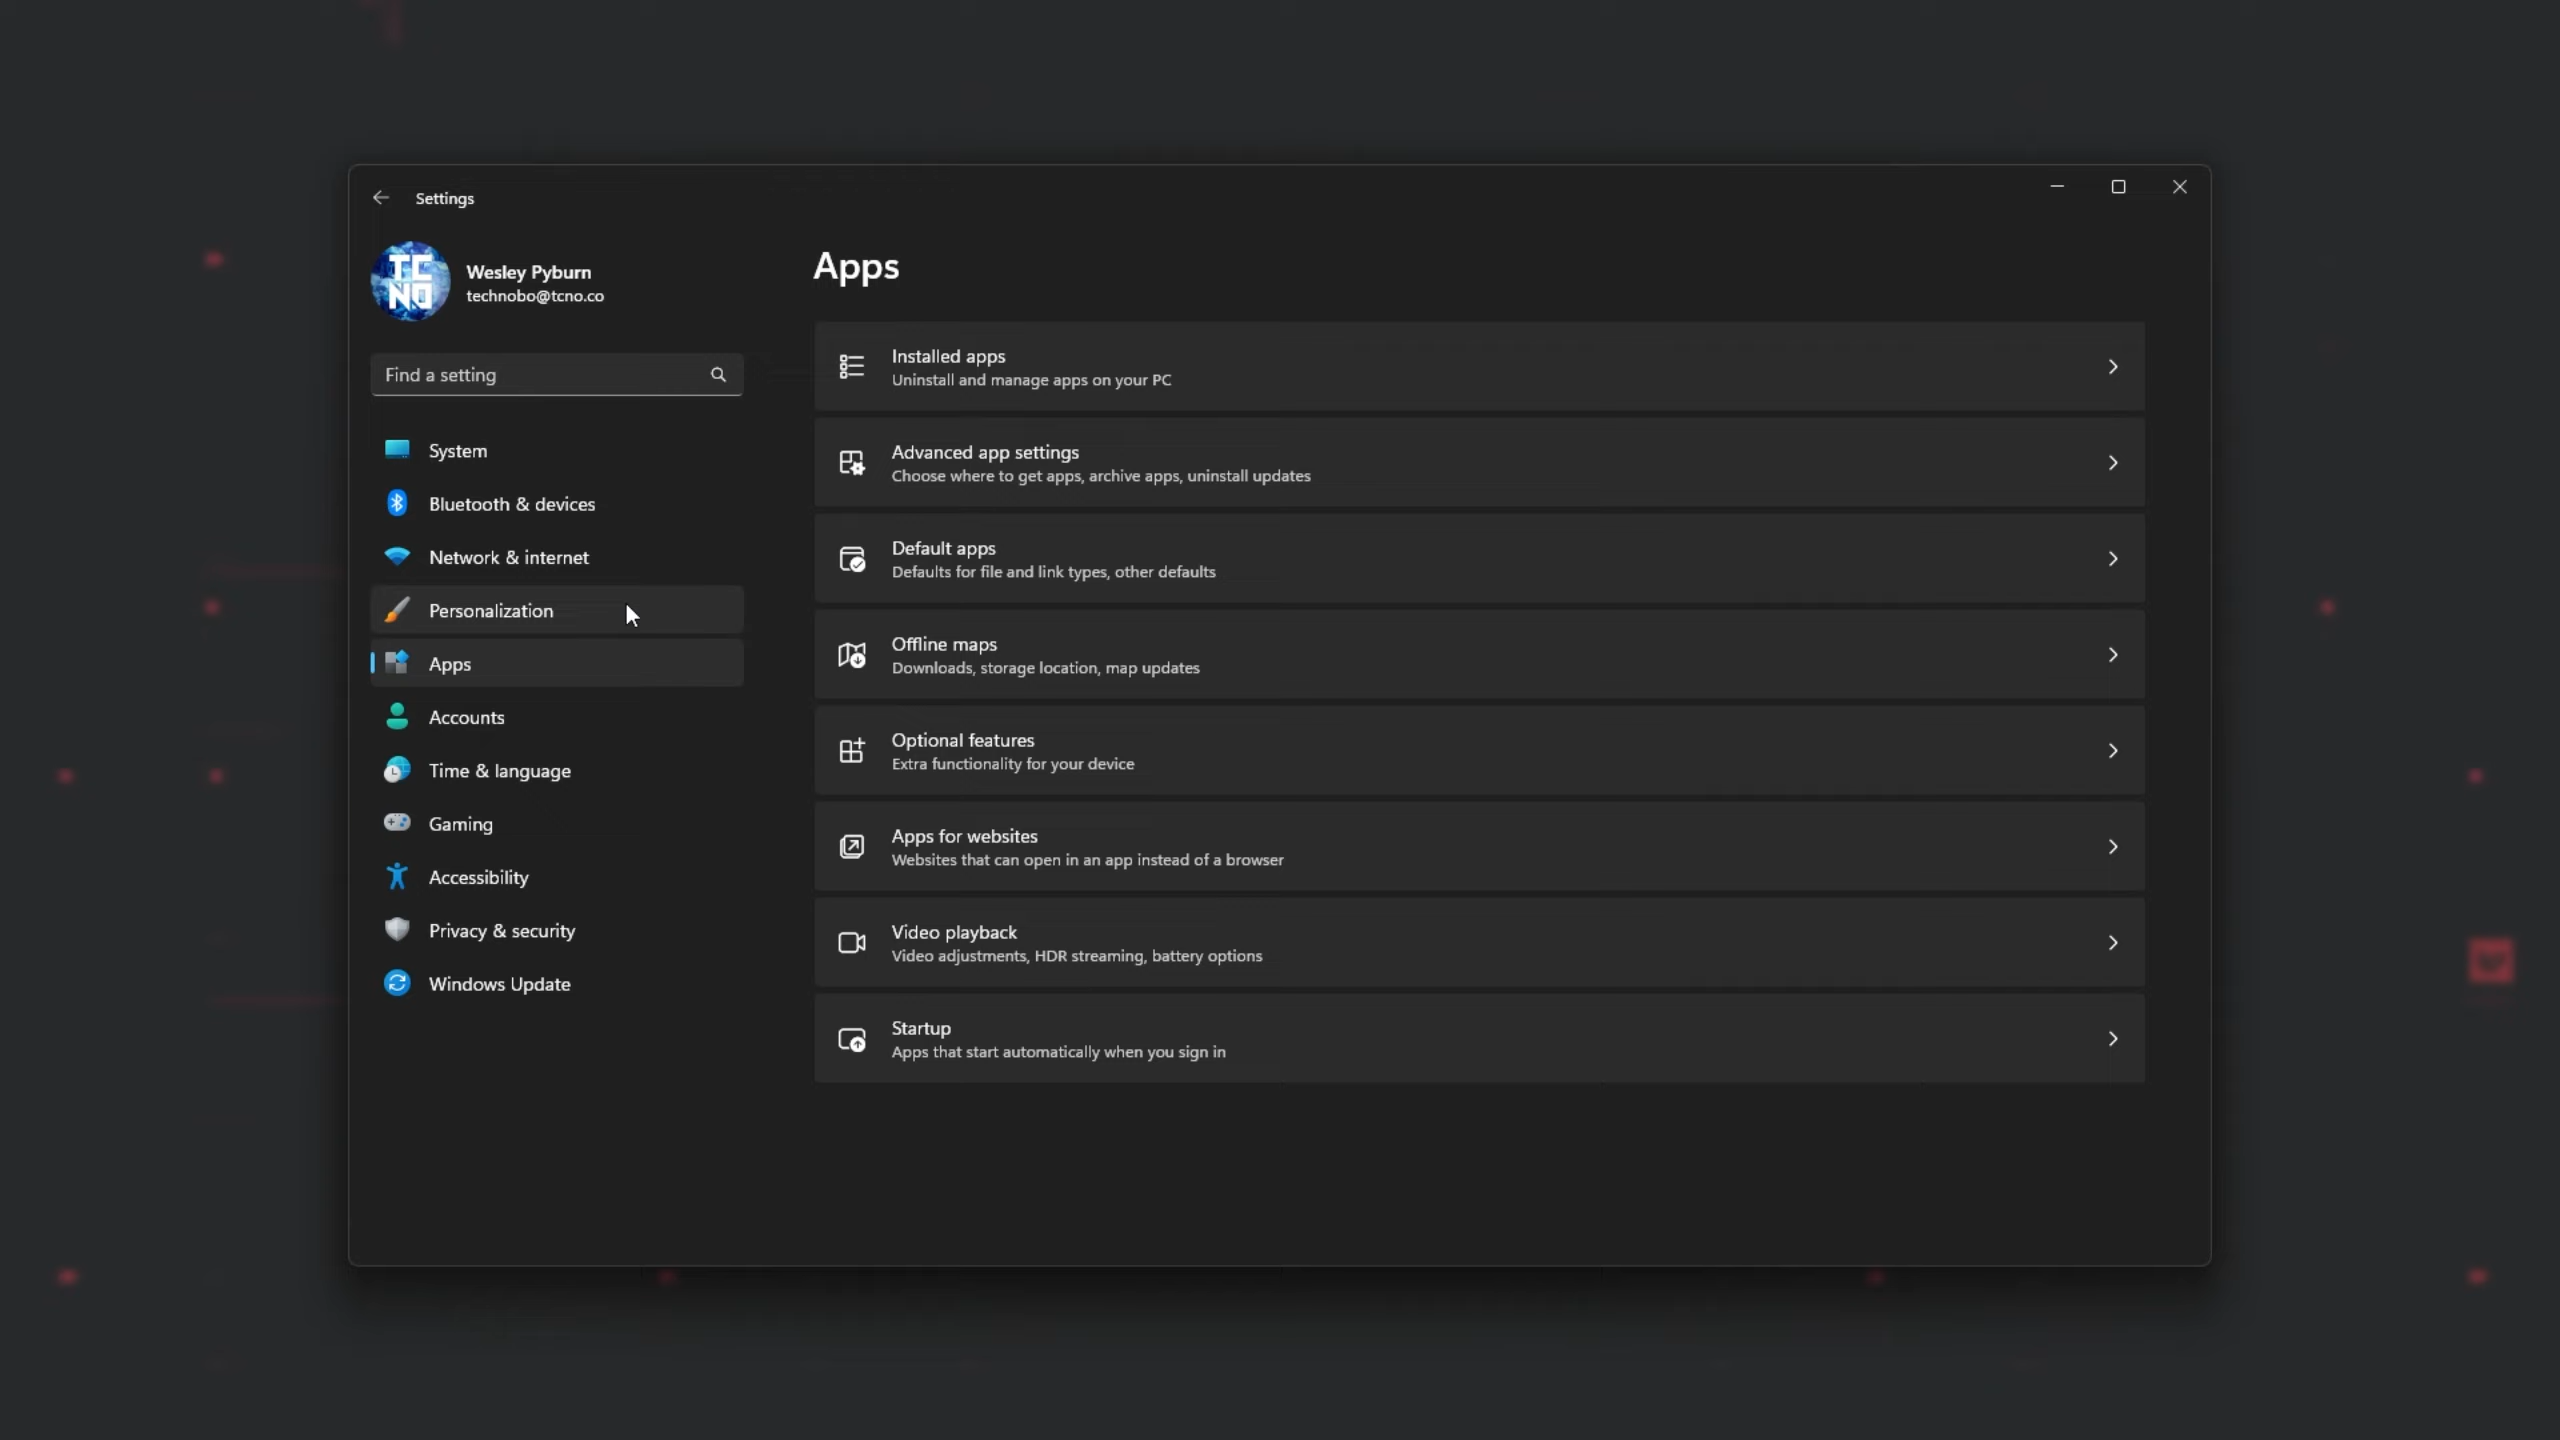 Settings
TC
NO
Wesley Pyburn
technobo@tcno.co
Find a setting
System
Bluetooth & devices
Network & internet
Personalization
Apps
Accounts
Time & language
Gaming
Accessibility
Privacy & security
Windows Update
Apps
Installed apps
Uninstall and manage apps on your PC
Advanced app settings
Choose where to get apps, archive apps, uninstall updates
Default apps
Defaults for file and link types, other defaults
Offline maps
Downloads, storage location, map updates
Optional features
Extra functionality for your device
Apps for websites
Websites that can open in an app instead of a browser
Video playback
Video adjustments, HDR streaming, battery options
Startup
Apps that start automatically when you sign in